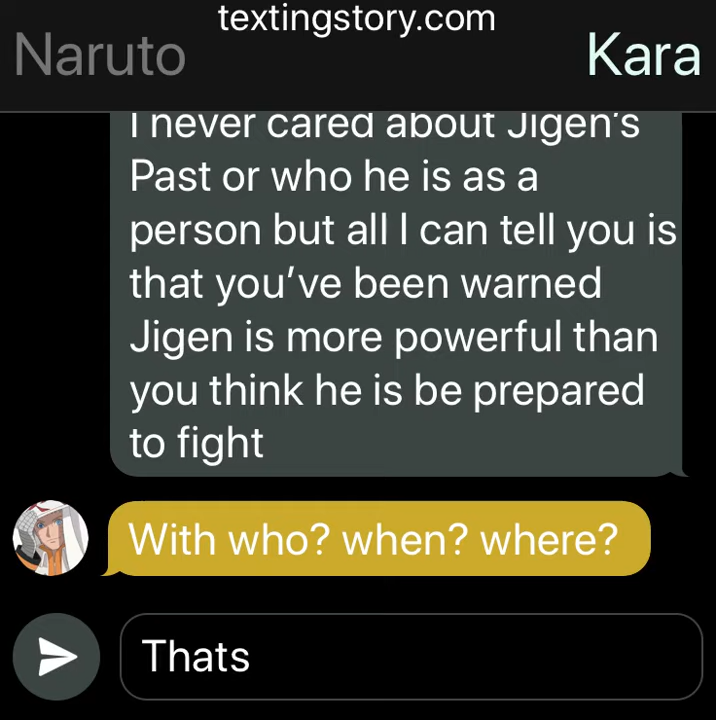 textingstory.com
Naruto
Kara
I never cared about Jigen's
Past or who he is as a
person but all I can tell you is
that you've been warned
Jigen is more powerful than
you think he is be prepared
to fight
With who? when? where?
Thats